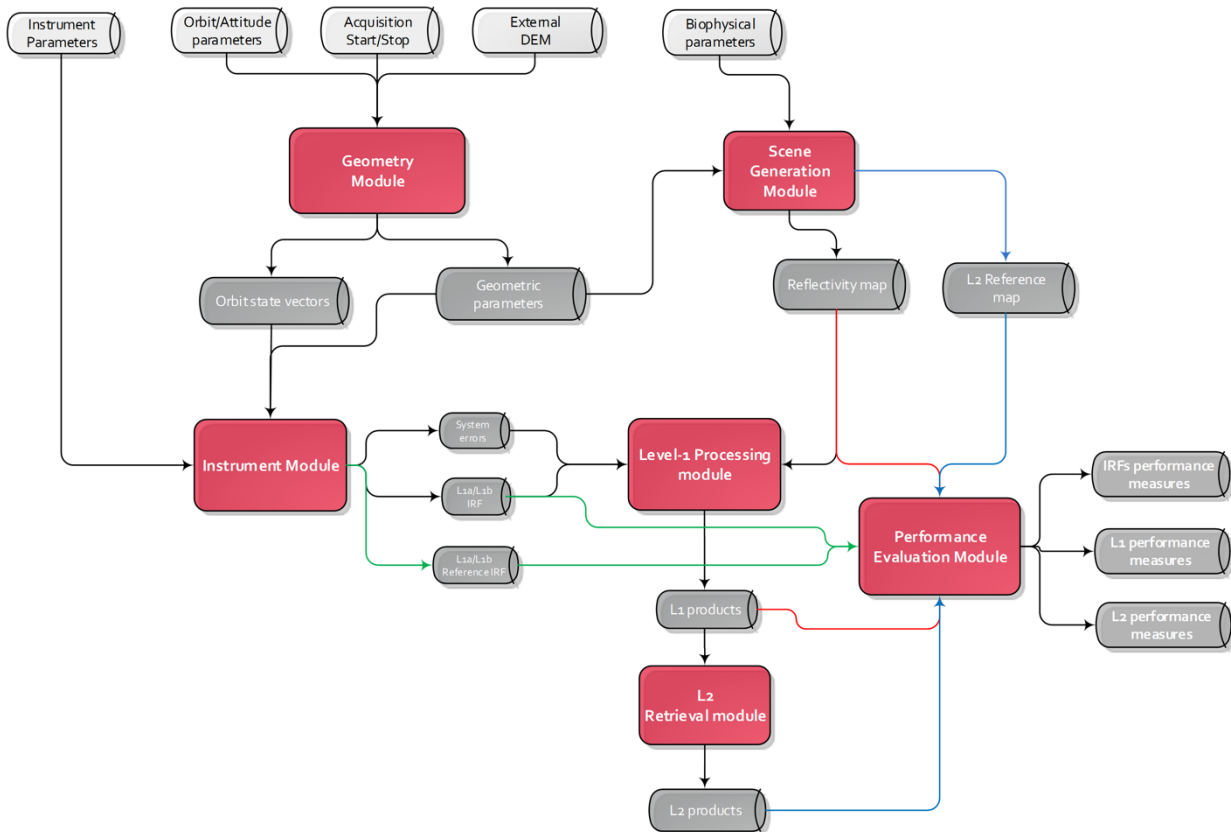 Instrument
Parameters
Orbit/Attitude
parameters
Acquisition
Start/Stop
External
DEM
Biophysical
parameters
Geometry
Module
Scene
Generation
Module
Orbit state vectors
Geometric
parameters
Reflectivity map
L2 Reference
map
Instrument Module
System
errors
L1a/L1b
IRF
L1a/L1b
Reference IRF
Level-1 Processing
module
Performance
Evaluation Module
IRFs performance
measures
L1 performance
measures
L2 performance
measures
L1 products
L2
Retrieval module
L2 products